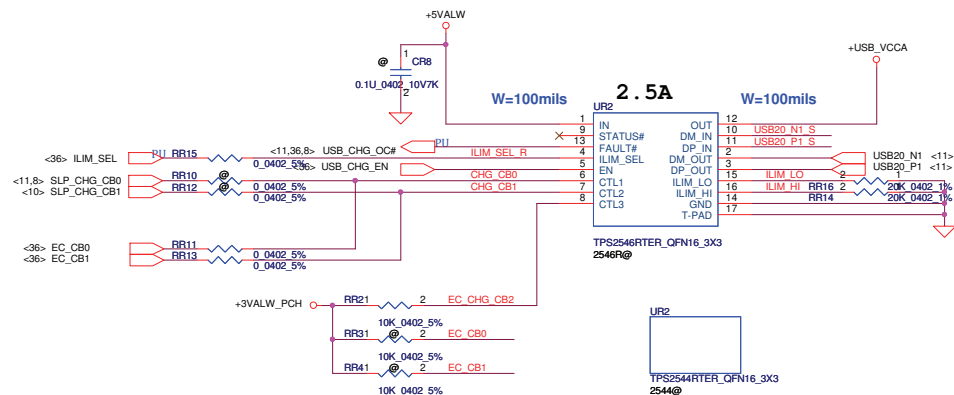 +5VALW
+USB_VCCA
@
1
CR8
0.1U_0402_10V7K
2
W=100mils
2.5A
W=100mils
UR2
1 IN
OUT 12
9 STATUS#
DM_IN 10 USB20_N1_S
<11,36,8> USB_CHG_OC# PU 13 FAULT#
DP_IN 11 USB20_P1_S
<36> ILIM_SEL PU RR15 0_0402_5% ILIM_SEL_R 4 ILIM_SEL
DM_OUT 2 USB20_N1 <11>
<36> USB_CHG_EN 5 EN
DP_OUT 3 USB20_P1 <11>
<11,8> SLP_CHG_CB0 RR10 @ 0_0402_5% CHG_CB0 6 CTL1
ILIM_LO 15 ILIM_LO 2 1
<10> SLP_CHG_CB1 RR12 @ 0_0402_5% CHG_CB1 7 CTL2
ILIM_HI 16 ILIM_HI RR16 2 20K_0402_1%
8 CTL3
GND 14 RR14 20K_0402_1%
T-PAD 17
TPS2546RTER_QFN16_3X3
2546R@
<36> EC_CB0 RR11 0_0402_5%
<36> EC_CB1 RR13 0_0402_5%
+3VALW_PCH
RR21 2 EC_CHG_CB2
10K_0402_5%
RR31 @ 2 EC_CB0
10K_0402_5%
RR41 @ 2 EC_CB1
10K_0402_5%
UR2
TPS2544RTER_QFN16_3X3
2544@